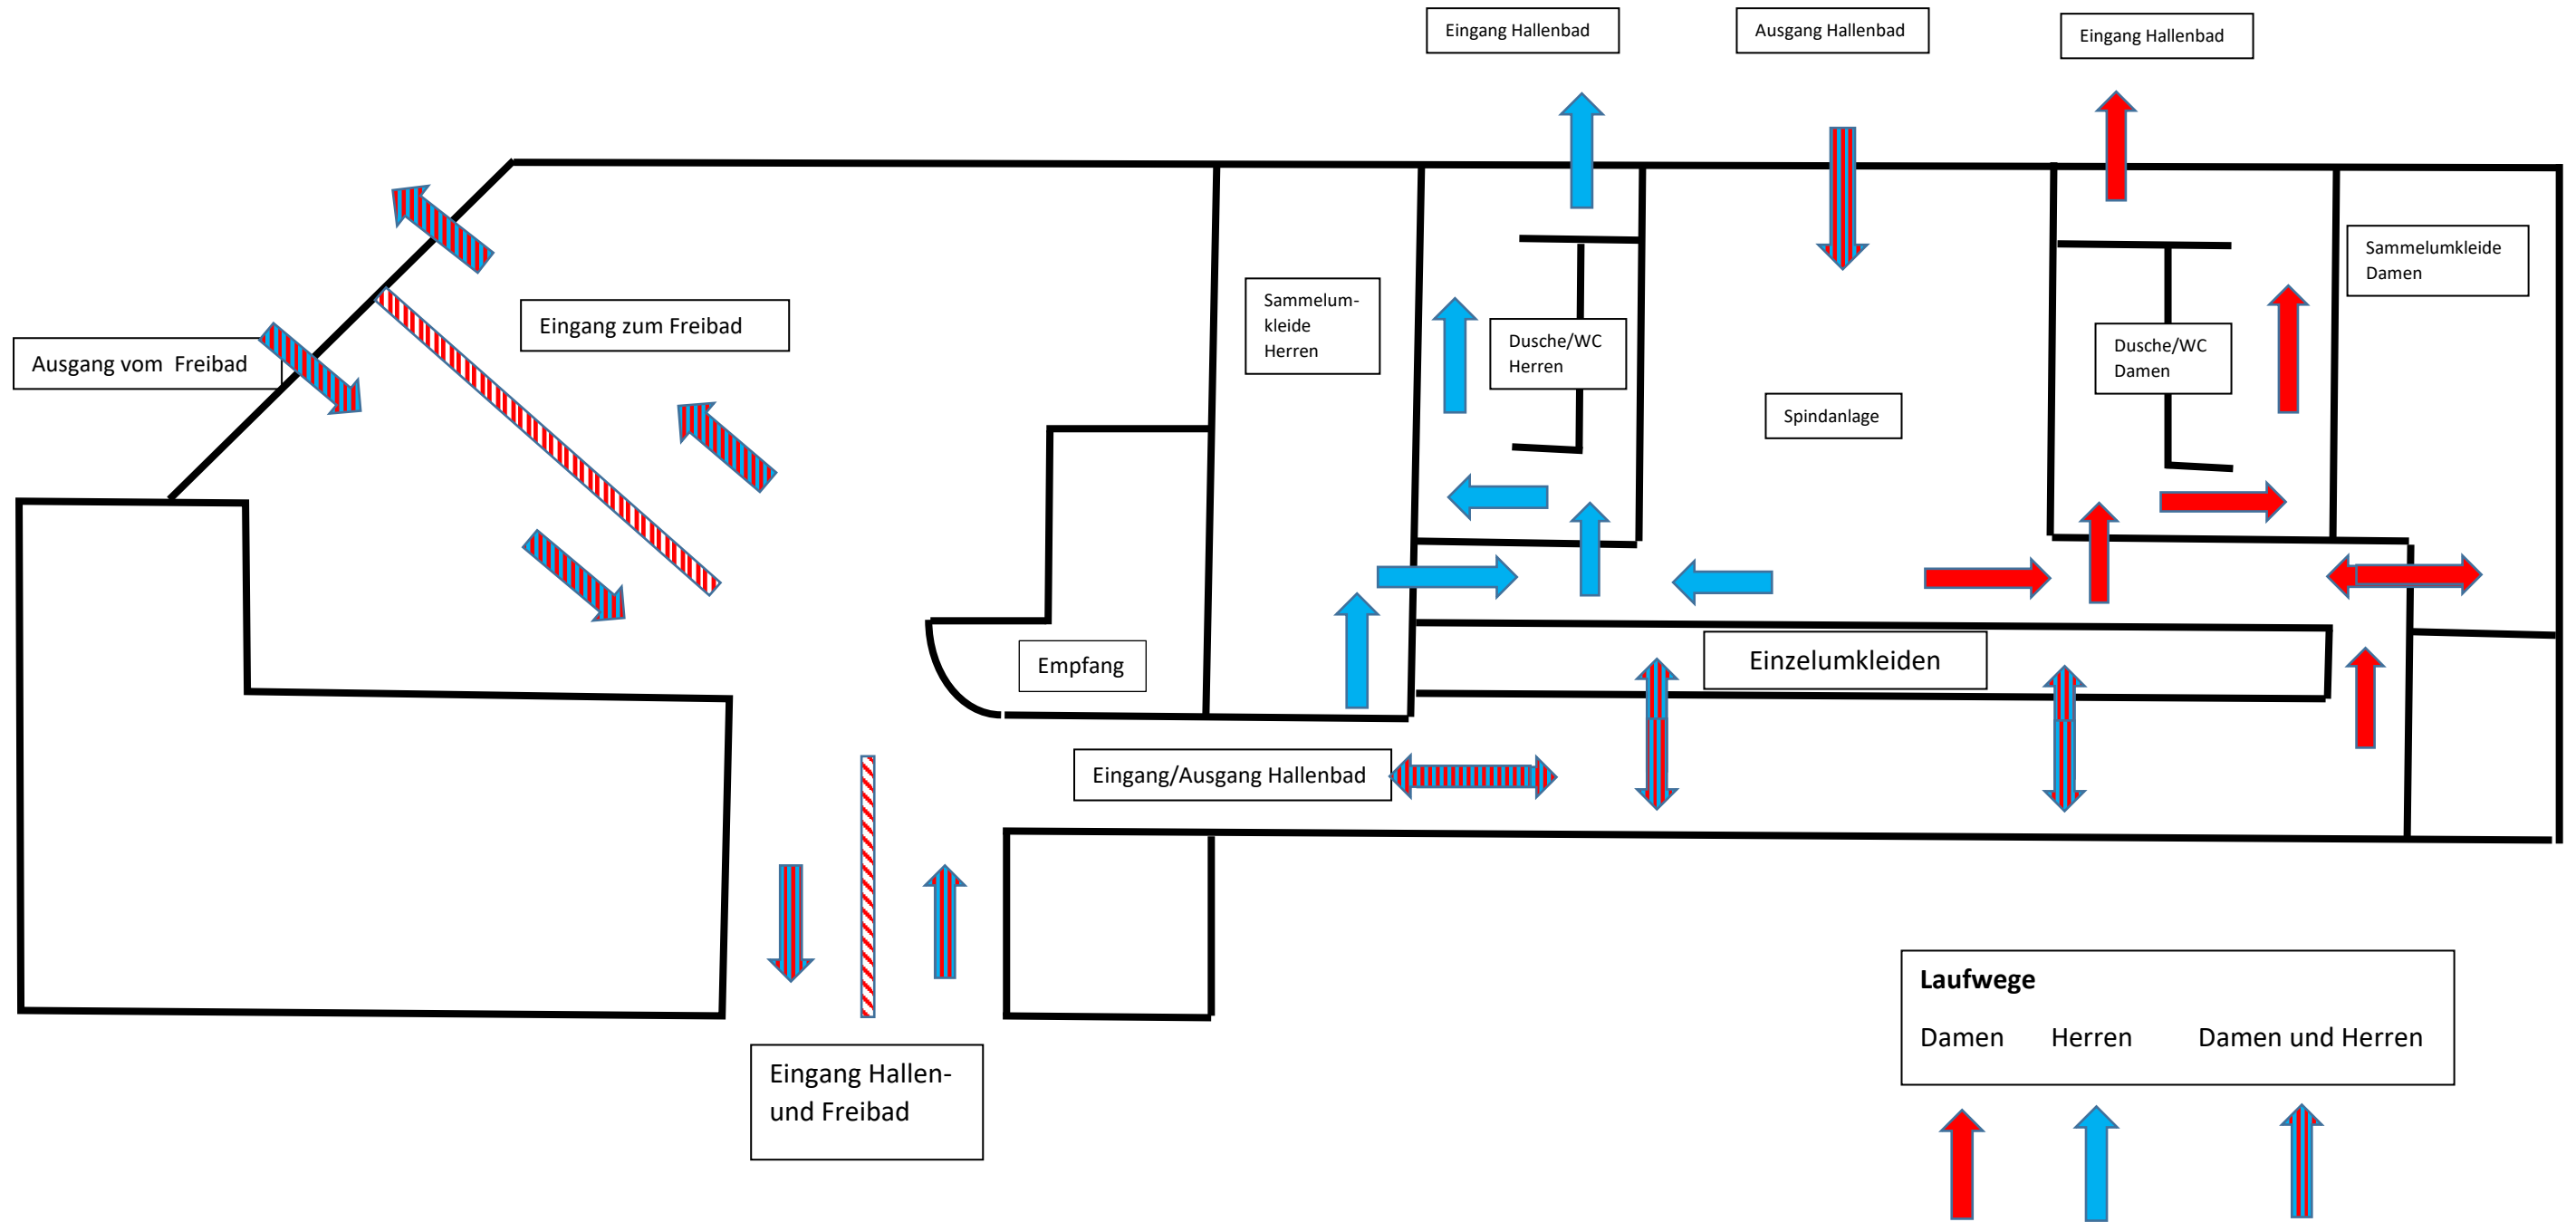 Eingang Hallenbad
Ausgang Hallenbad
Eingang Hallenbad
Sammelumkleide
Damen
Sammelum-
kleide
Herren
Eingang zum Freibad
Ausgang vom  Freibad
Dusche/WC
Herren
Dusche/WC
Damen
Spindanlage
Empfang
Einzelumkleiden
Eingang/Ausgang Hallenbad
Laufwege
Damen Herren Damen und Herren
Eingang Hallen-
und Freibad